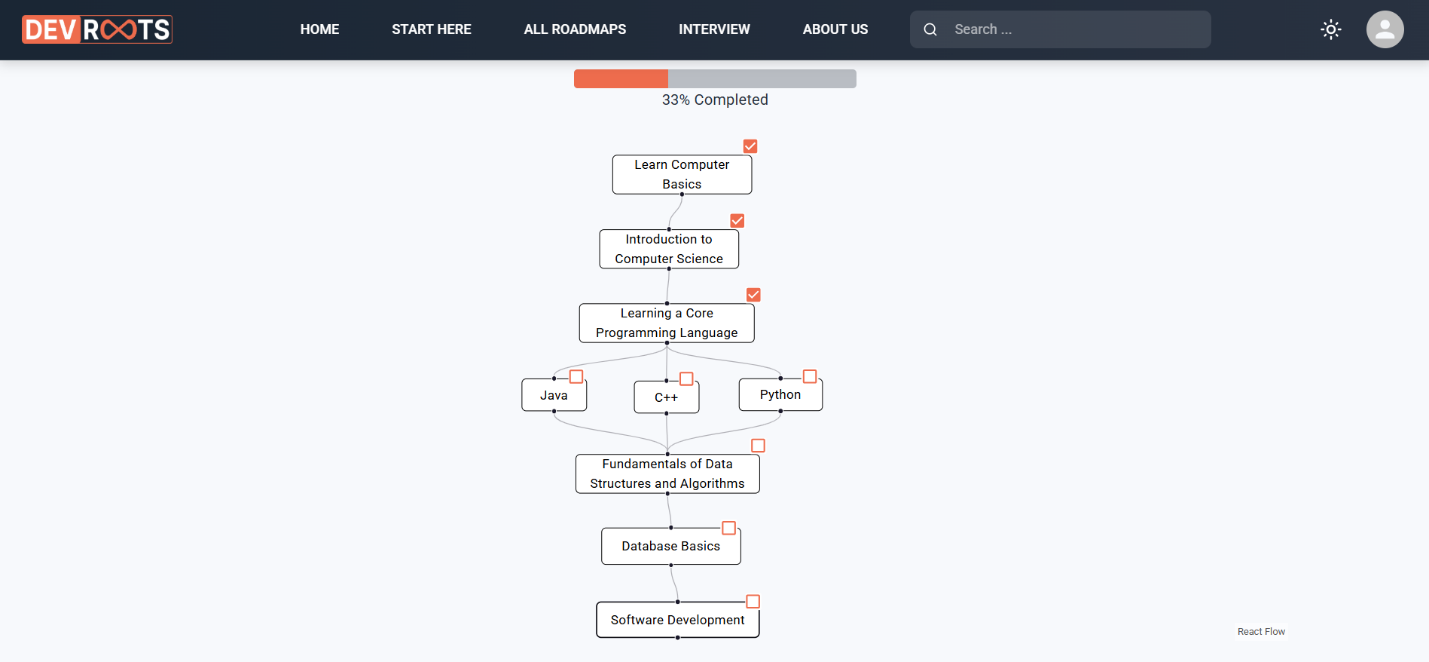 DEVROOTS
HOME
START HERE
ALL ROADMAPS
INTERVIEW
ABOUT US
Search ...
33% Completed
Learn Computer
Basics
Introduction to
Computer Science
Learning a Core
Programming Language
Java
C++
Python
Fundamentals of Data
Structures and Algorithms
Database Basics
Software Development
React Flow